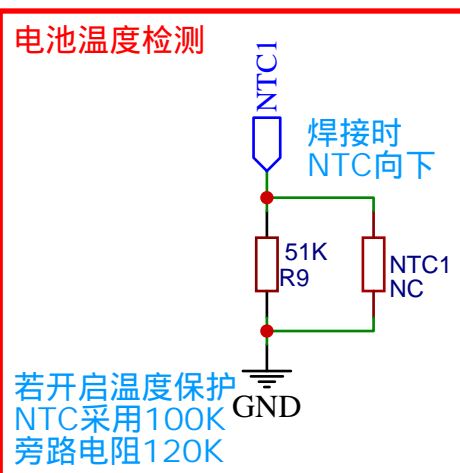 电池温度检测
NTC1
焊接时
NTC向下
51K
R9
NTC1
NC
若开启温度保护
NTC采用100K
旁路电阻120K
GND